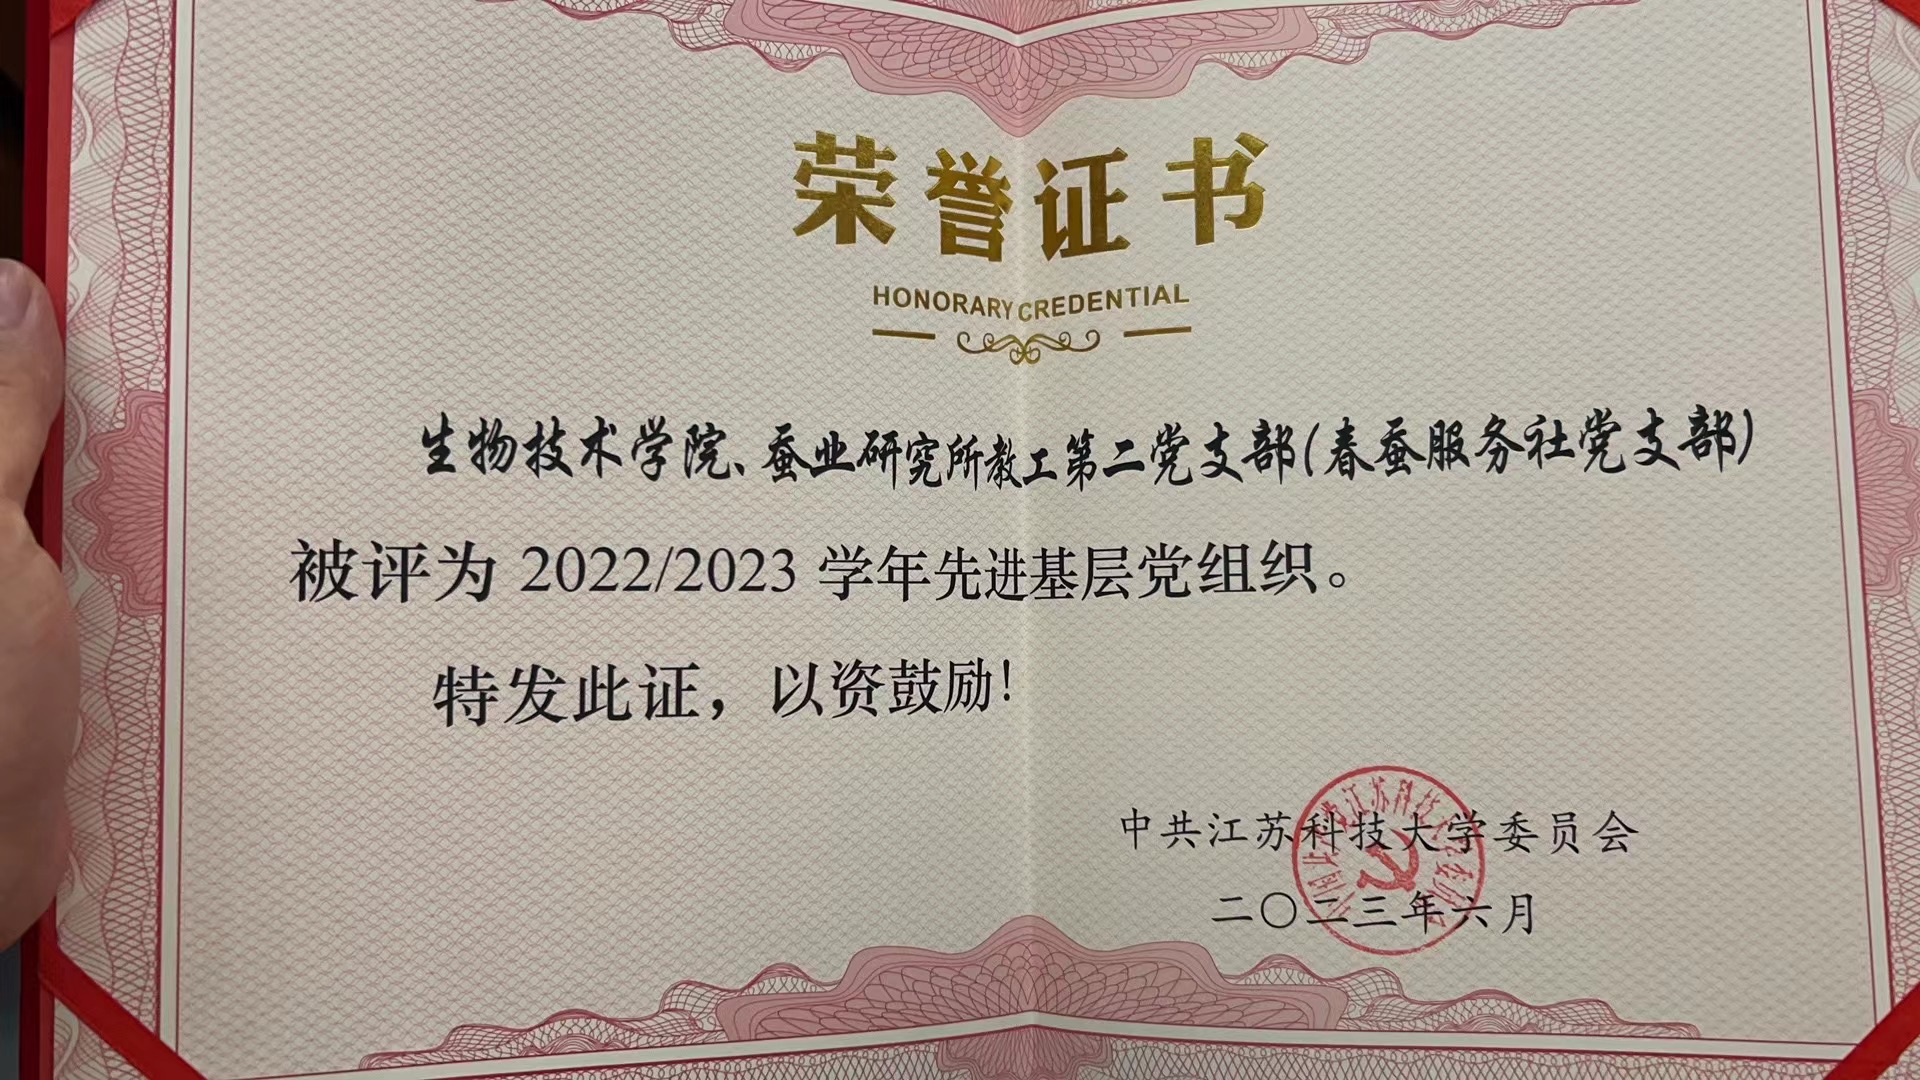 荣誉证书
HONORARY CREDENTIAL
生物技术学院、蚕业研究所教工第二党支部(春蚕服务社党支部)
被评为 2022/2023 学年先进基层党组织。
特发此证，以资鼓励!
中共江苏科技大学委员会
二〇二三年六月